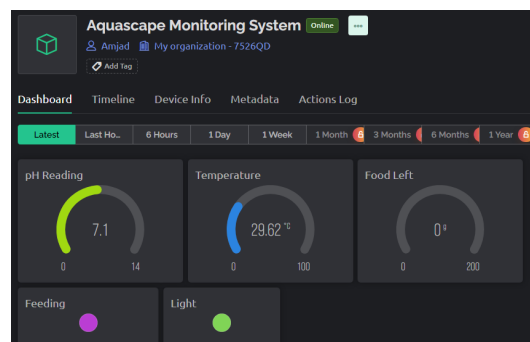 Aquascape Monitoring System Online
Amjad My organization - 7526QD
Add Tag
Dashboard Timeline Device Info Metadata Actions Log
Latest Last Ho... 6 Hours 1 Day 1 Week 1 Month 3 Months 6 Months 1 Year
pH Reading Temperature Food Left
7.1 29.62 °C 0 g
0 14 0 100 0 200
Feeding Light